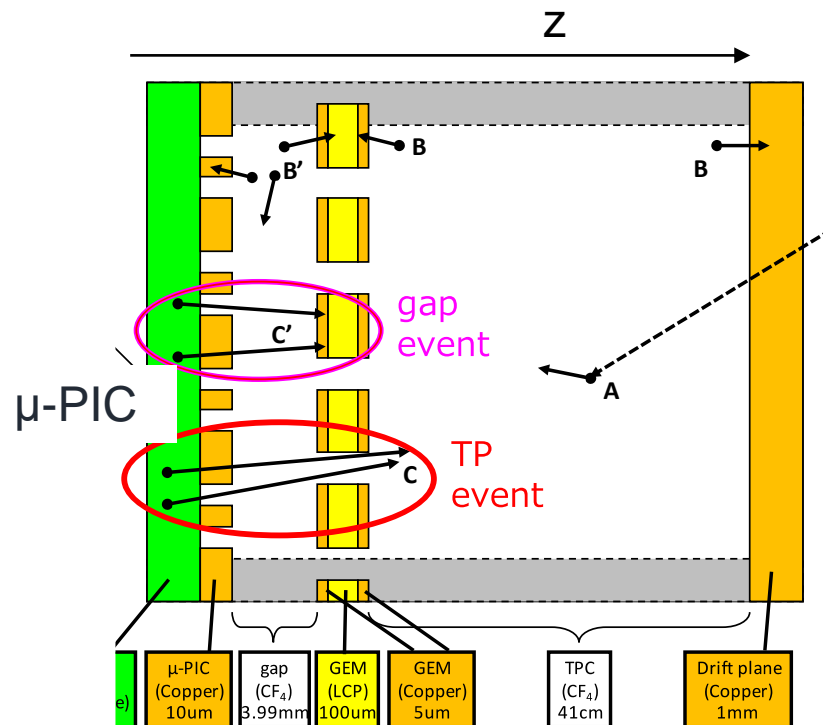 Z
B'
B
B
gap
event
C'
A
μ-PIC
TP
event
C
μ-PIC
(Copper)
10um
gap
(CF₄)
3.99mm
GEM
(LCP)
100um
GEM
(Copper)
5um
TPC
(CF₄)
41cm
Drift plane
(Copper)
1mm